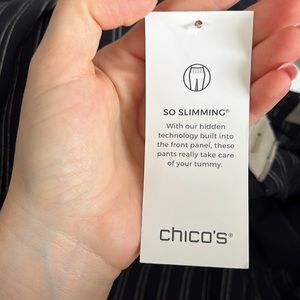 SO SLIMMING®
With our hidden
technology built into
the front panel, these
pants really take care
of your tummy.
chico's®